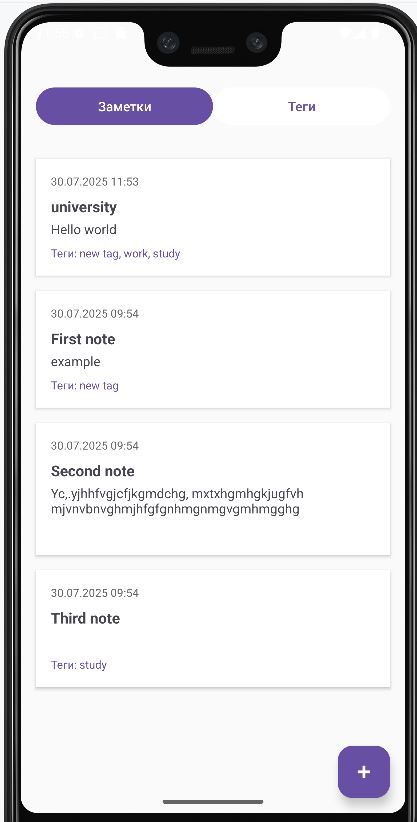 Заметки
Теги
30.07.2025 11:53
university
Hello world
Теги: new tag, work, study
30.07.2025 09:54
First note
example
Теги: new tag
30.07.2025 09:54
Second note
Yc,.yjhhfvgjcfjkgmdchg, mxtxhgmhgkjugfvh
mjvnvbnvghmjhfgfgnhmgnmgvgmhmgghg
30.07.2025 09:54
Third note
Теги: study
+